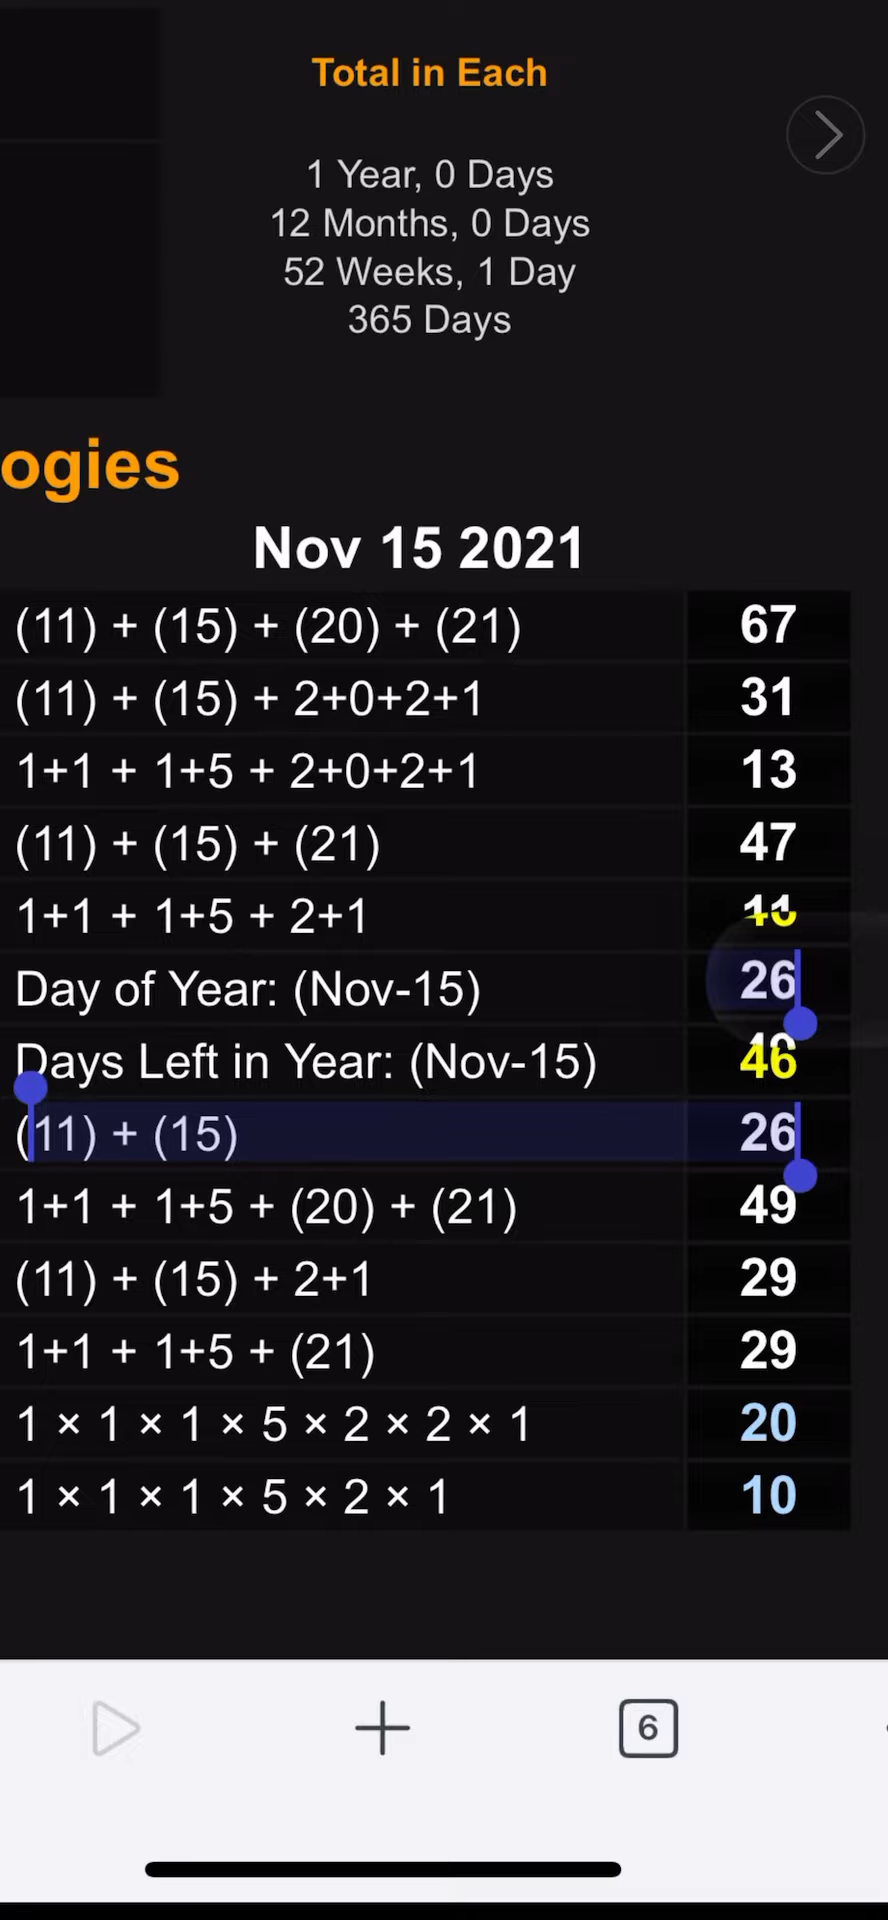 Total in Each
1 Year, 0 Days
12 Months, 0 Days
52 Weeks, 1 Day
365 Days
ogies
Nov 15 2021
(11) + (15) + (20) + (21) 67
(11) + (15) + 2+0+2+1 31
1+1 + 1+5 + 2+0+2+1 13
(11) + (15) + (21) 47
1+1 + 1+5 + 2+1
Day of Year: (Nov-15) 26
Days Left in Year: (Nov-15) 46
(11) + (15) 26
1+1 + 1+5 + (20) + (21) 49
(11) + (15) + 2+1 29
1+1 + 1+5 + (21) 29
1 × 1 × 1 × 5 × 2 × 2 × 1 20
1 × 1 × 1 × 5 × 2 × 1 10
6